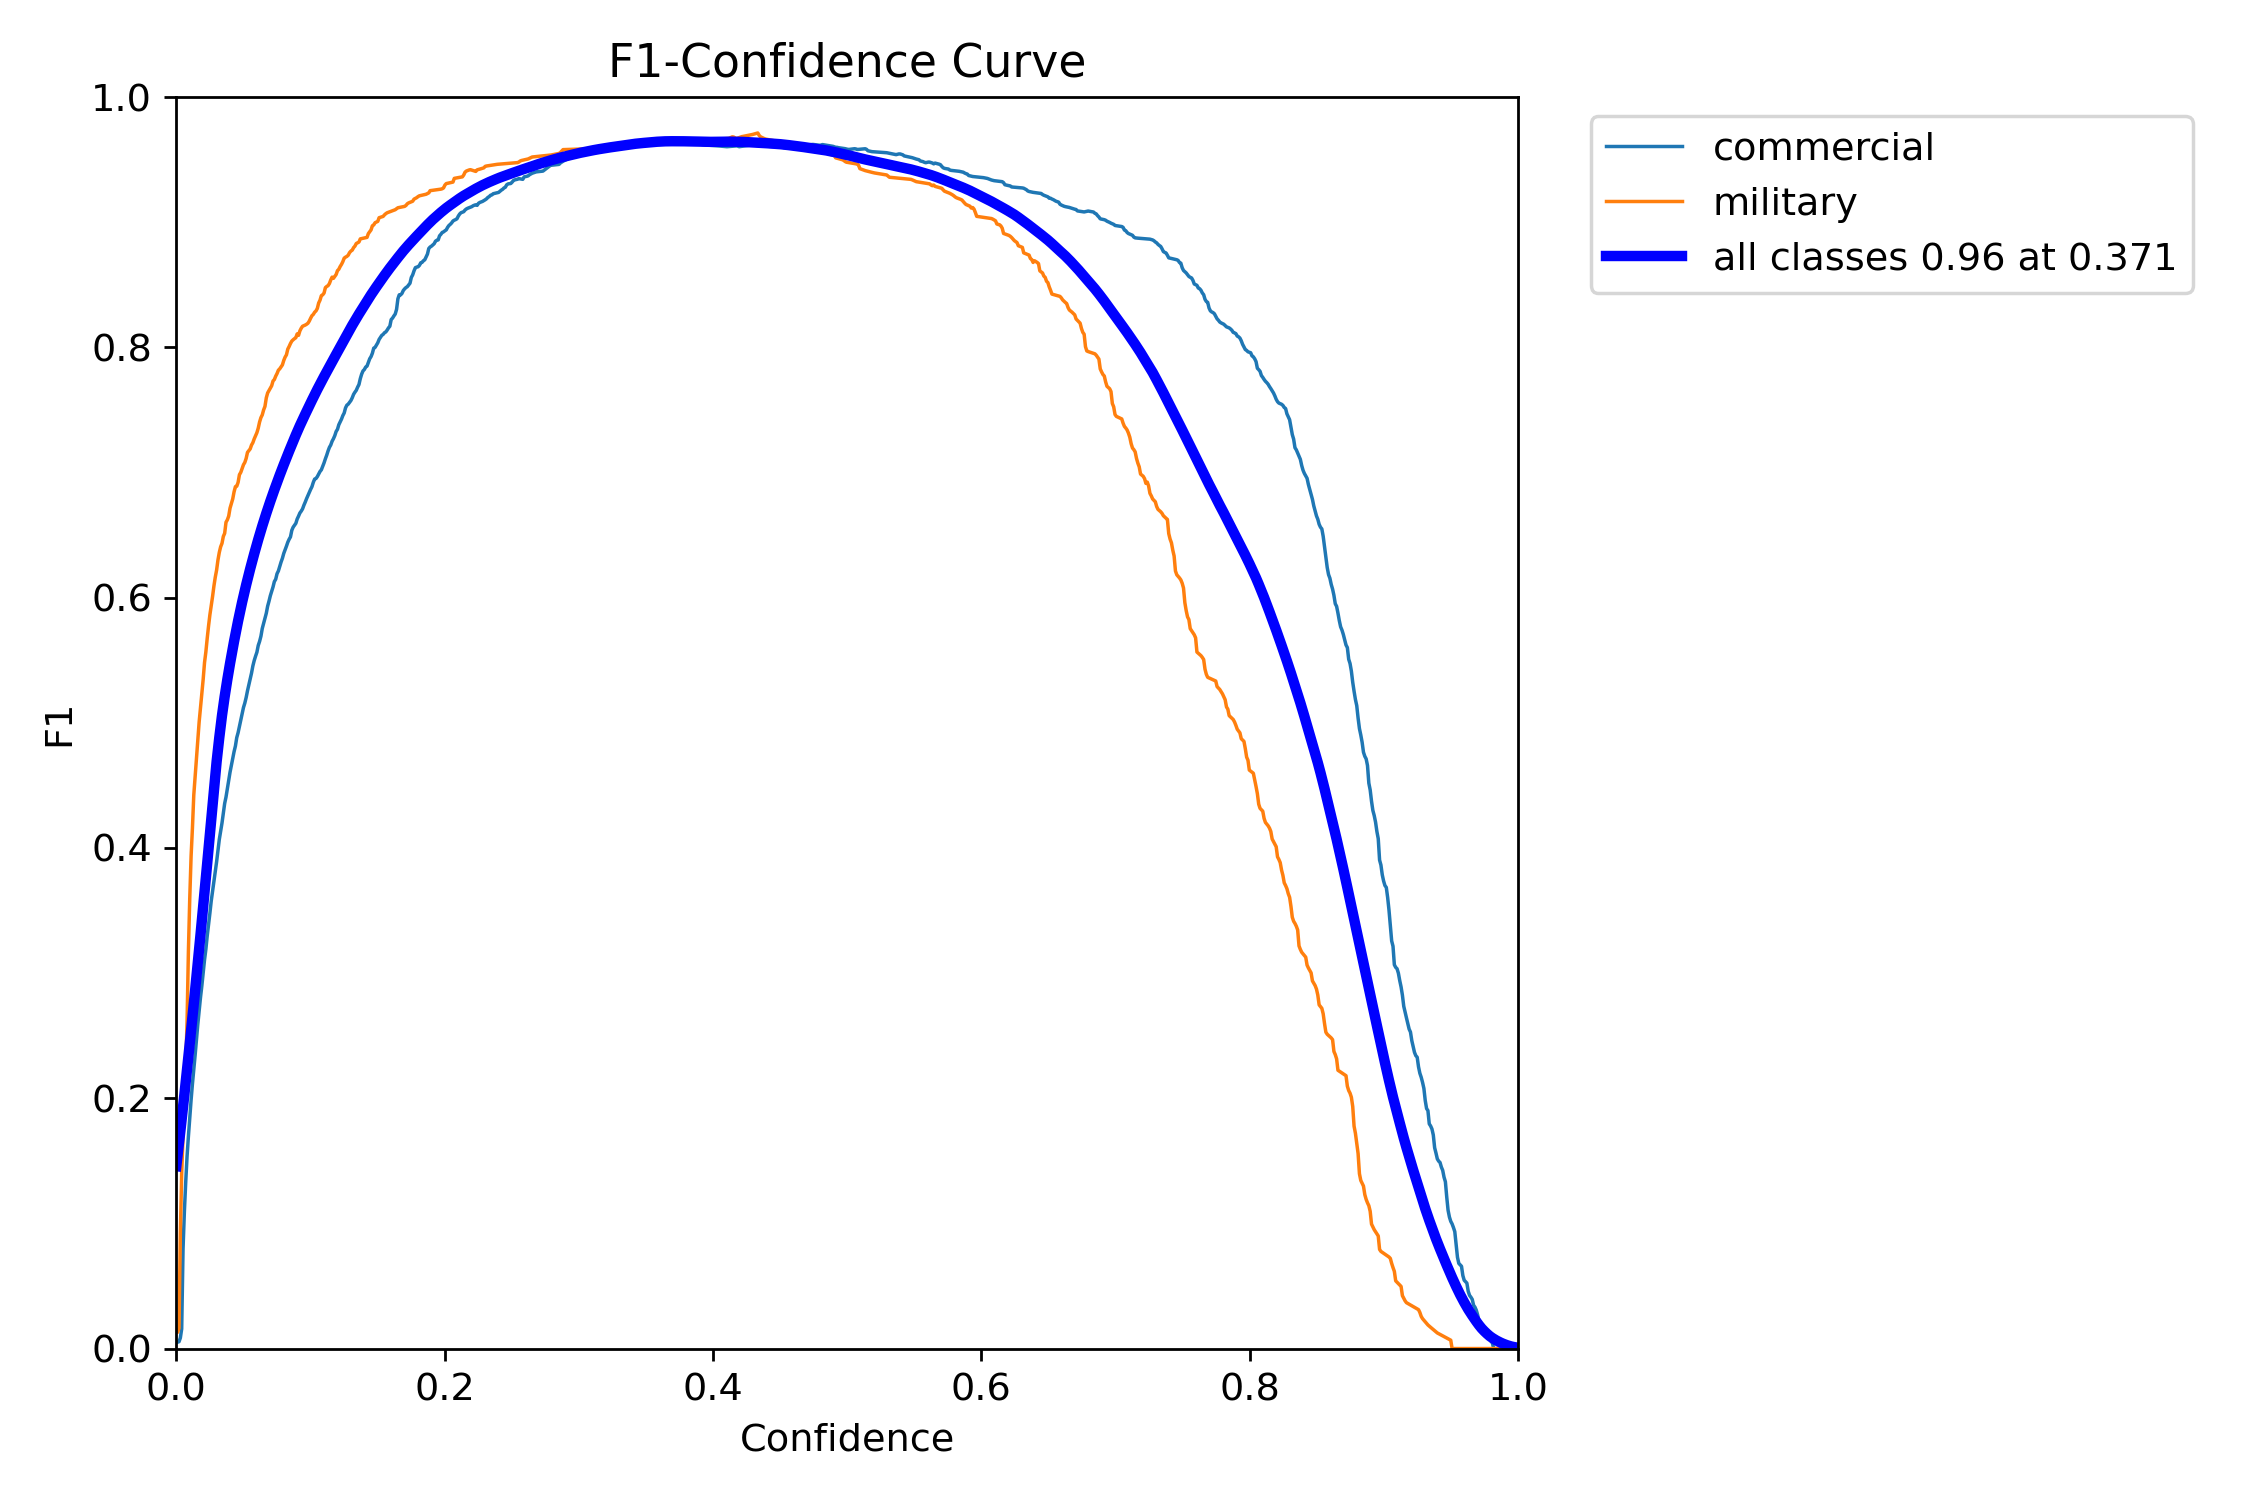 F1-Confidence Curve
1.0
0.8
0.6
0.4
0.2
0.0
F1
0.0 0.2 0.4 0.6 0.8 1.0
Confidence
commercial
military
all classes 0.96 at 0.371